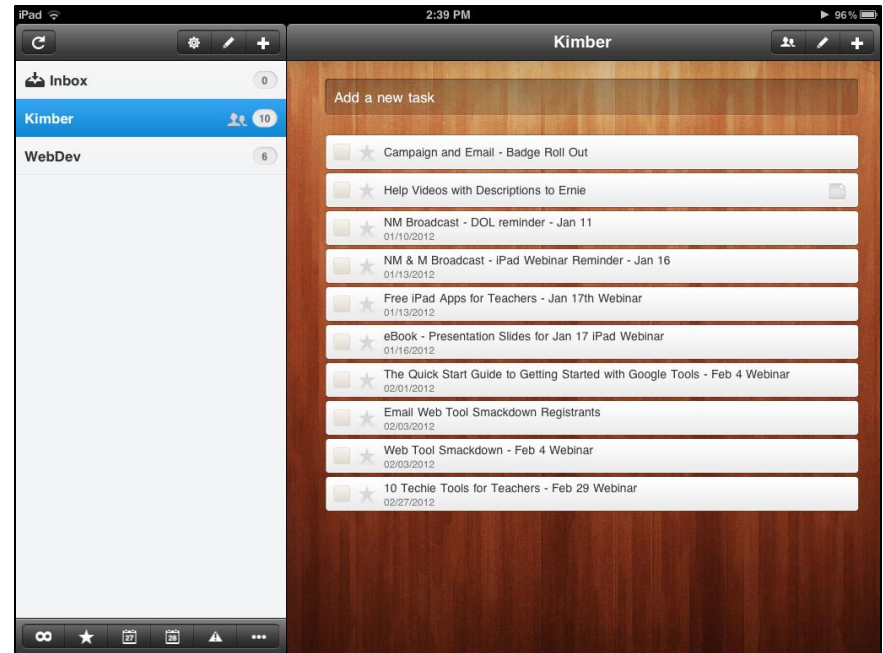 iPad 2:39 PM 96%
Kimber
Inbox 0
Kimber 10
WebDev 6
Add a new task
Campaign and Email - Badge Roll Out
Help Videos with Descriptions to Ernie
NM Broadcast - DOL reminder - Jan 11
01/10/2012
NM & M Broadcast - iPad Webinar Reminder - Jan 16
01/13/2012
Free iPad Apps for Teachers - Jan 17th Webinar
01/13/2012
eBook - Presentation Slides for Jan 17 iPad Webinar
01/16/2012
The Quick Start Guide to Getting Started with Google Tools - Feb 4 Webinar
02/01/2012
Email Web Tool Smackdown Registrants
02/03/2012
Web Tool Smackdown - Feb 4 Webinar
02/03/2012
10 Techie Tools for Teachers - Feb 29 Webinar
02/27/2012
27 28